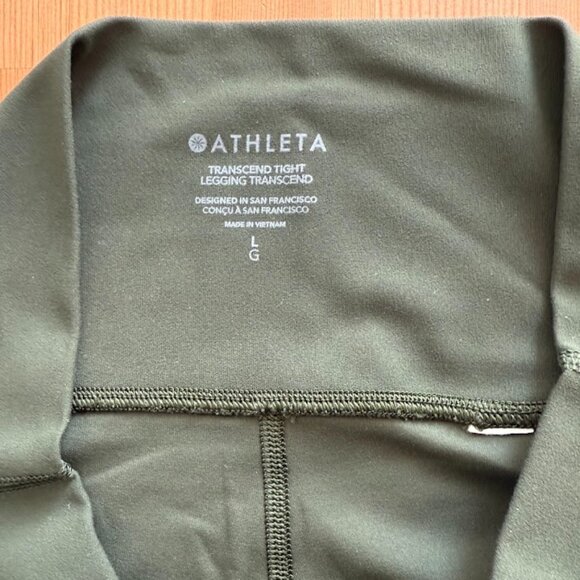 ATHLETA
TRANSCEND TIGHT
LEGGING TRANSCEND
DESIGNED IN SAN FRANCISCO
CONÇU À SAN FRANCISCO
MADE IN VIETNAM
L
G